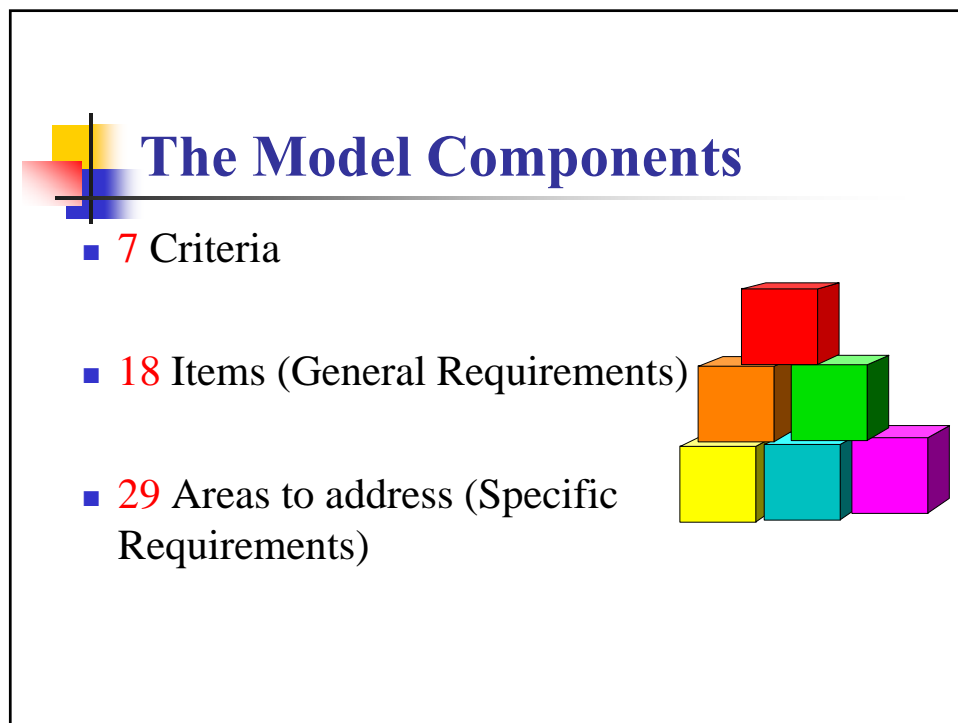 The Model Components
7 Criteria
18 Items (General Requirements)
29 Areas to address (Specific
Requirements)